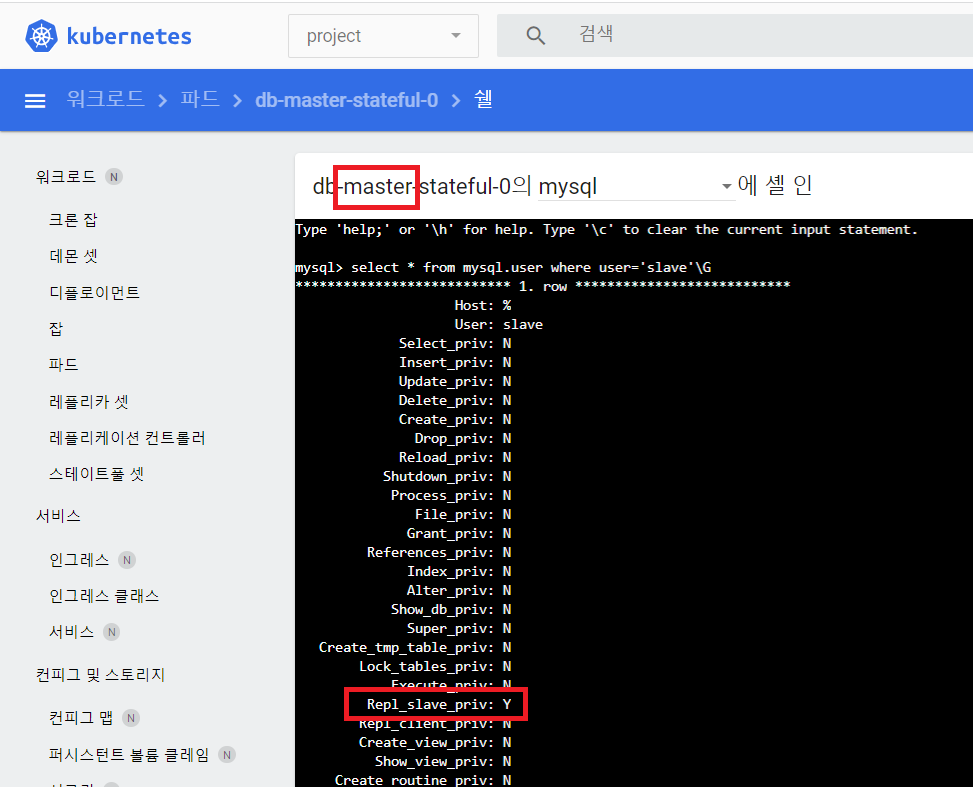 kubernetes
project
검색
워크로드 > 파드 > db-master-stateful-0 > 쉘
워크로드 N
크론 잡
데몬 셋
디플로이먼트
잡
파드
레플리카 셋
레플리케이션 컨트롤러
스테이트풀 셋
서비스
인그레스 N
인그레스 클래스
서비스 N
컨피그 및 스토리지
컨피그 맵 N
퍼시스턴트 볼륨 클레임 N
db-master-stateful-0의 mysql 에 셸 인
Type 'help;' or '\h' for help. Type '\c' to clear the current input statement.
mysql> select * from mysql.user where user='slave'\G
*************************** 1. row ***************************
Host: %
User: slave
Select_priv: N
Insert_priv: N
Update_priv: N
Delete_priv: N
Create_priv: N
Drop_priv: N
Reload_priv: N
Shutdown_priv: N
Process_priv: N
File_priv: N
Grant_priv: N
References_priv: N
Index_priv: N
Alter_priv: N
Show_db_priv: N
Super_priv: N
Create_tmp_table_priv: N
Lock_tables_priv: N
Execute_priv: N
Repl_slave_priv: Y
Repl_client_priv: N
Create_view_priv: N
Show_view_priv: N
Create_routine_priv: N